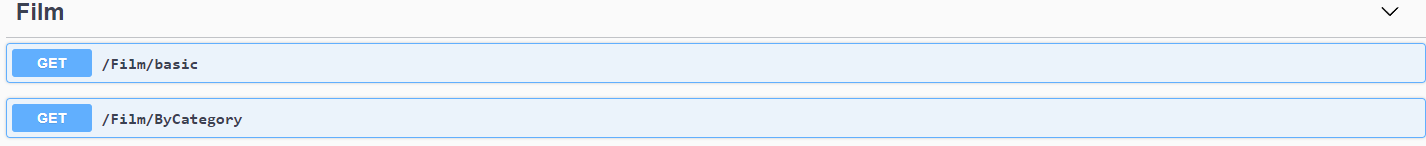 Film
GET /Film/basic
GET /Film/ByCategory